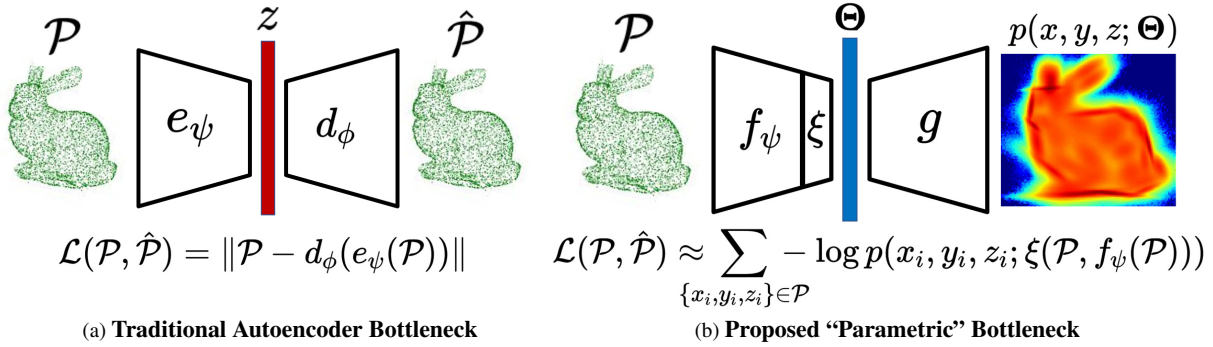 𝒫 z 𝒫̂
e_ψ d_ϕ
ℒ(𝒫, 𝒫̂) = ‖𝒫 − d_ϕ(e_ψ(𝒫))‖
(a) Traditional Autoencoder Bottleneck
𝒫 Θ p(x, y, z; Θ)
f_ψ ξ g
ℒ(𝒫, 𝒫̂) ≈ ∑ − log p(x_i, y_i, z_i; ξ(𝒫, f_ψ(𝒫)))
{x_i,y_i,z_i}∈𝒫
(b) Proposed “Parametric” Bottleneck